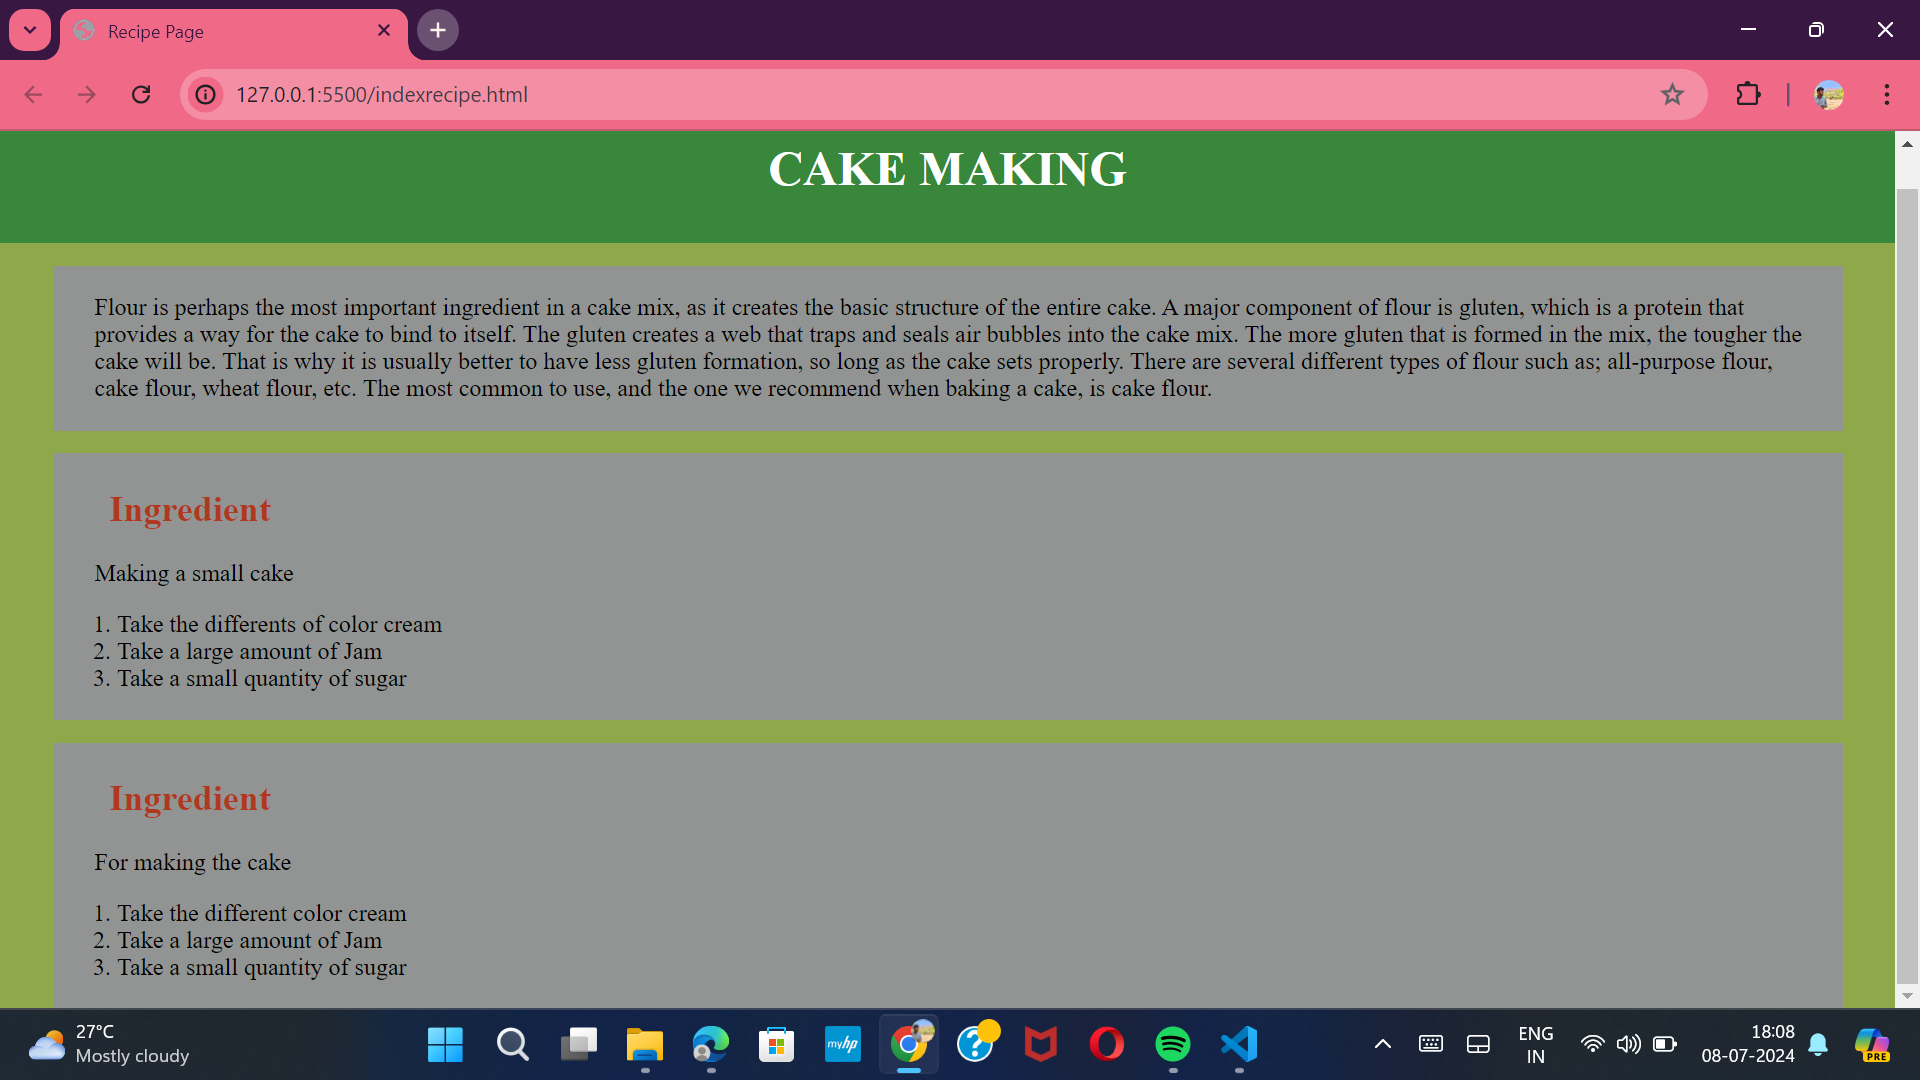 Recipe Page
127.0.0.1:5500/indexrecipe.html
CAKE MAKING
Flour is perhaps the most important ingredient in a cake mix, as it creates the basic structure of the entire cake. A major component of flour is gluten, which is a protein that
provides a way for the cake to bind to itself. The gluten creates a web that traps and seals air bubbles into the cake mix. The more gluten that is formed in the mix, the tougher the
cake will be. That is why it is usually better to have less gluten formation, so long as the cake sets properly. There are several different types of flour such as; all-purpose flour,
cake flour, wheat flour, etc. The most common to use, and the one we recommend when baking a cake, is cake flour.
Ingredient
Making a small cake
1. Take the differents of color cream
2. Take a large amount of Jam
3. Take a small quantity of sugar
Ingredient
For making the cake
1. Take the different color cream
2. Take a large amount of Jam
3. Take a small quantity of sugar
27°C
Mostly cloudy
myhp
ENG
IN
18:08
08-07-2024
PRE